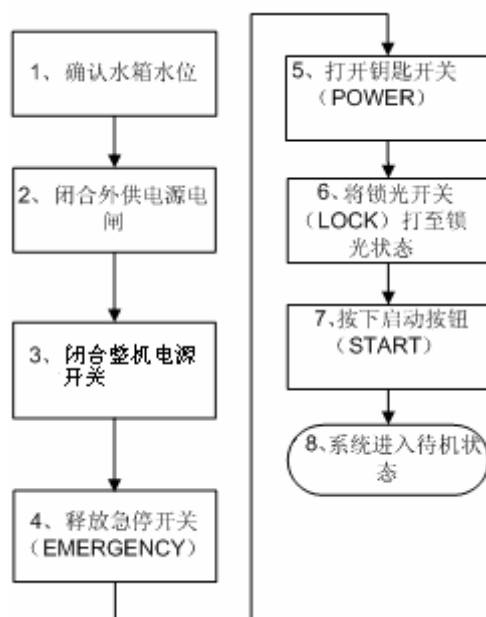 1、确认水箱水位
2、闭合外供电源电
闸
3、闭合整机电源
开关
4、释放急停开关
（EMERGENCY）
5、打开钥匙开关
（POWER）
6、将锁光开关
（LOCK）打至锁
光状态
7、按下启动按钮
（START）
8、系统进入待机状
态